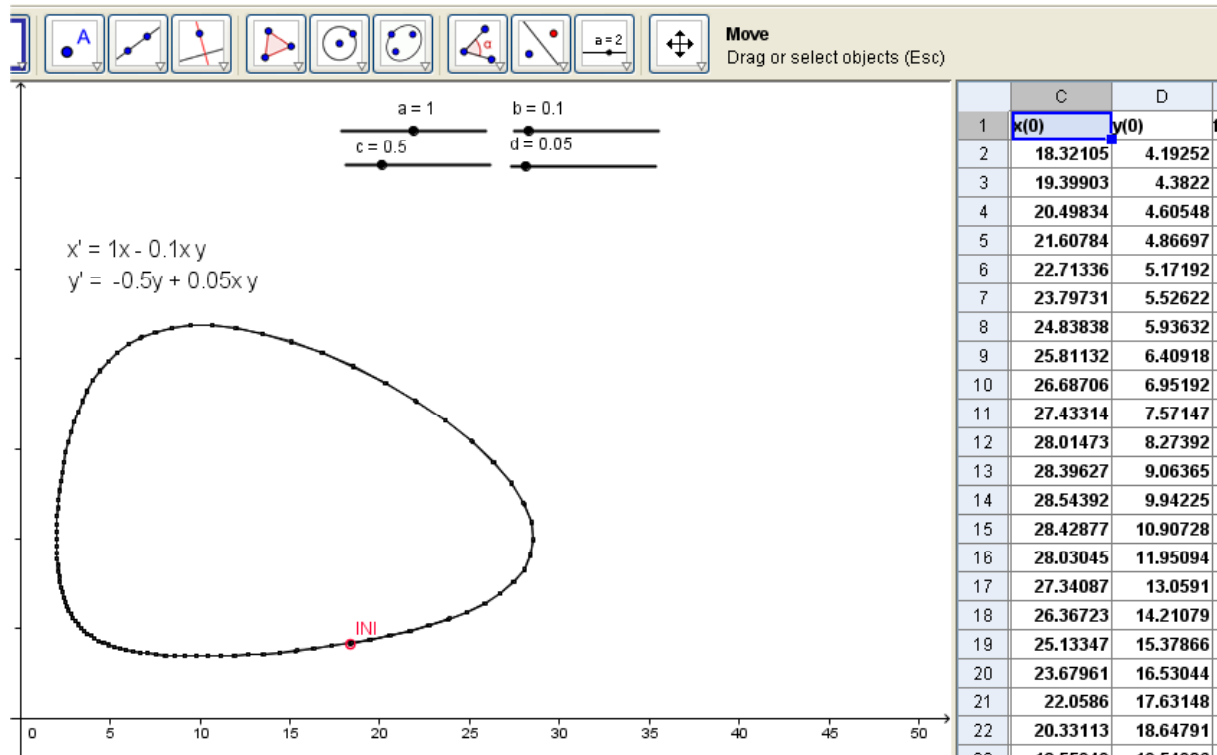 A
α
a = 2
Move
Drag or select objects (Esc)
a = 1
b = 0.1
c = 0.5
d = 0.05
x' = 1x - 0.1x y
y' = -0.5y + 0.05x y
INI
0 5 10 15 20 25 30 35 40 45 50
C D
1 x(0) y(0)
2 18.32105 4.19252
3 19.39903 4.3822
4 20.49834 4.60548
5 21.60784 4.86697
6 22.71336 5.17192
7 23.79731 5.52622
8 24.83838 5.93632
9 25.81132 6.40918
10 26.68706 6.95192
11 27.43314 7.57147
12 28.01473 8.27392
13 28.39627 9.06365
14 28.54392 9.94225
15 28.42877 10.90728
16 28.03045 11.95094
17 27.34087 13.0591
18 26.36723 14.21079
19 25.13347 15.37866
20 23.67961 16.53044
21 22.0586 17.63148
22 20.33113 18.64791